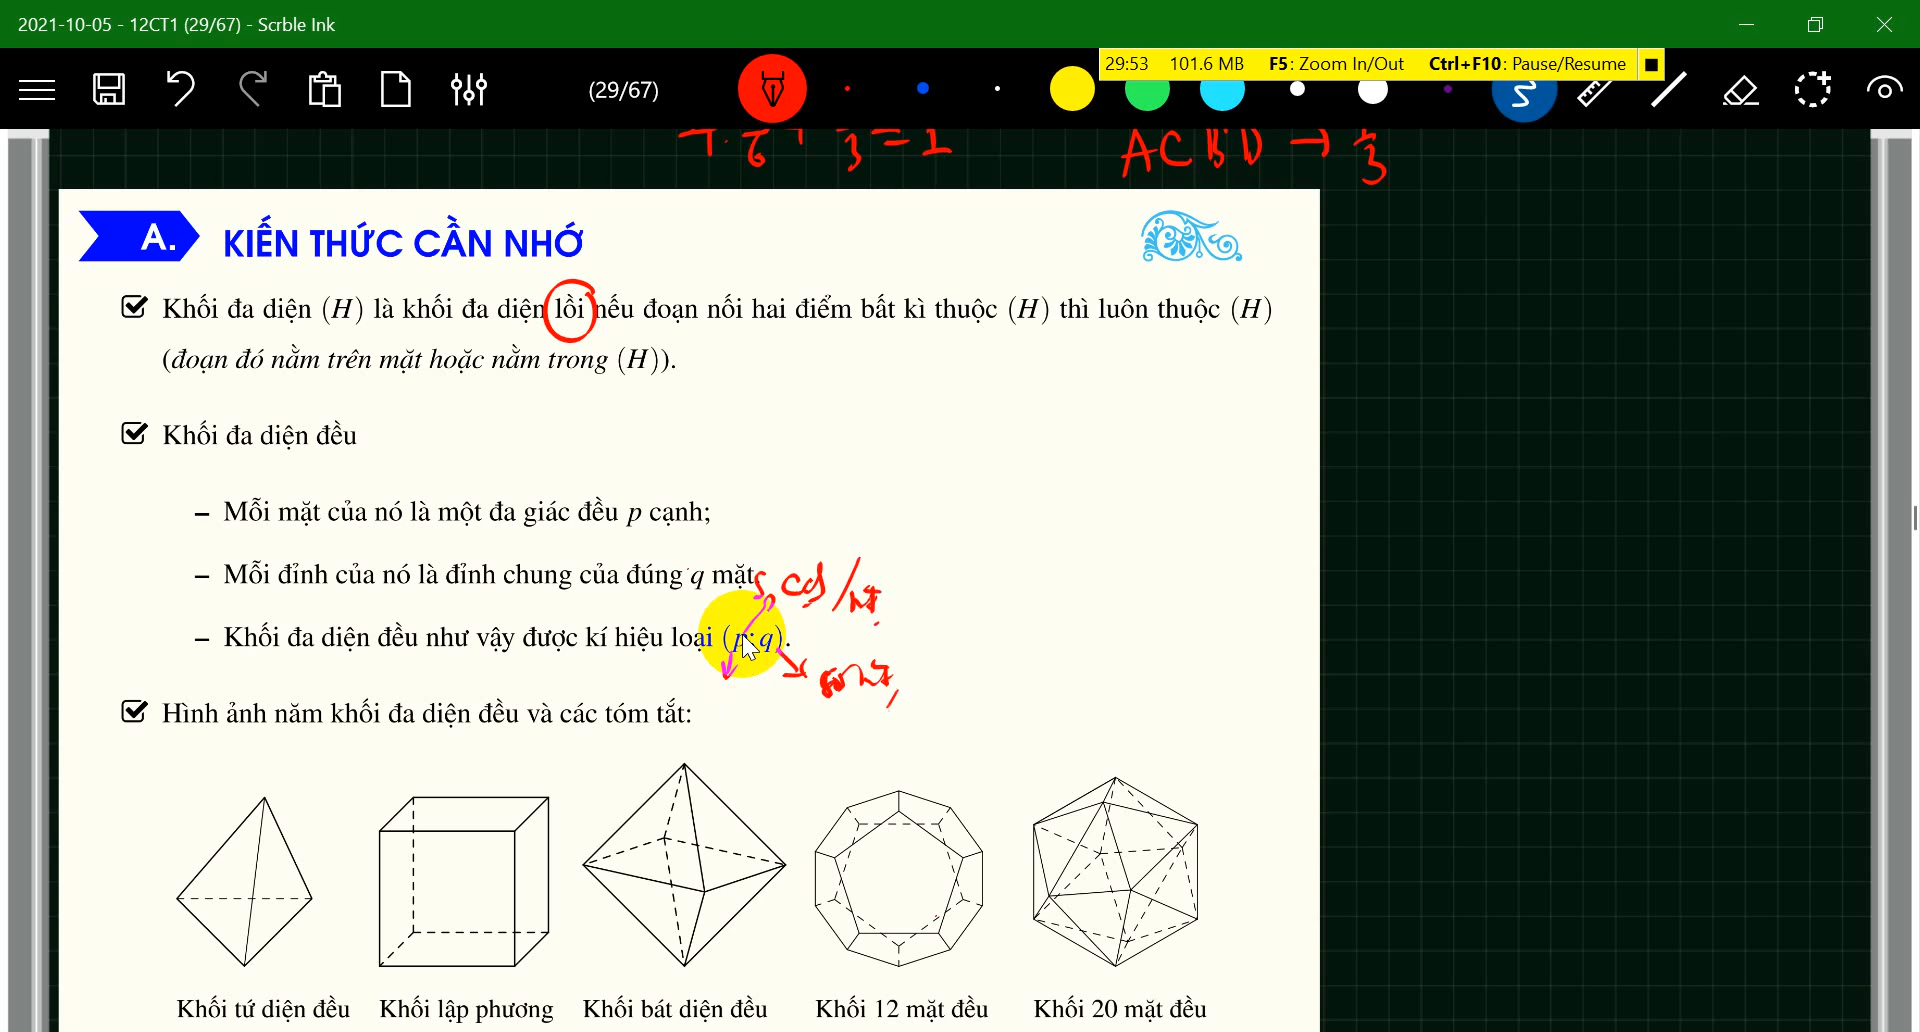 2021-10-05 - 12CT1 (29/67) - Scrble Ink
29:53 101.6 MB F5: Zoom In/Out Ctrl+F10: Pause/Resume
(29/67)
ACBD → 1/3
A. KIẾN THỨC CẦN NHỚ
Khối đa diện (H) là khối đa diện lồi nếu đoạn nối hai điểm bất kì thuộc (H) thì luôn thuộc (H)
(đoạn đó nằm trên mặt hoặc nằm trong (H)).
Khối đa diện đều
– Mỗi mặt của nó là một đa giác đều p cạnh;
– Mỗi đỉnh của nó là đỉnh chung của đúng q mặt.
– Khối đa diện đều như vậy được kí hiệu loại (p; q).
Hình ảnh năm khối đa diện đều và các tóm tắt:
Khối tứ diện đều Khối lập phương Khối bát diện đều Khối 12 mặt đều Khối 20 mặt đều